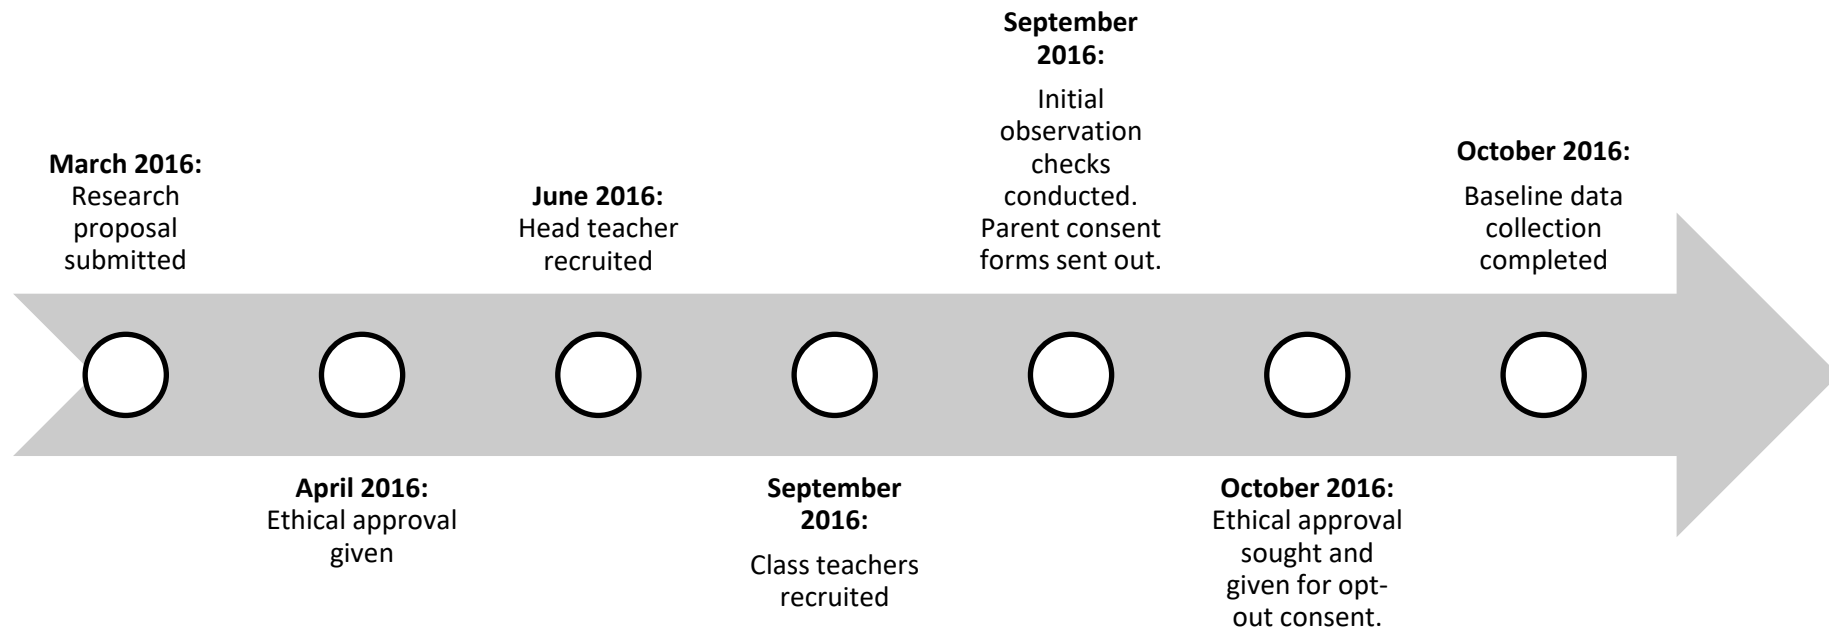 March 2016:
Research
proposal
submitted
April 2016:
Ethical approval
given
June 2016:
Head teacher
recruited
September
2016:
Class teachers
recruited
September
2016:
Initial
observation
checks
conducted.
Parent consent
forms sent out.
October 2016:
Ethical approval
sought and
given for opt-
out consent.
October 2016:
Baseline data
collection
completed